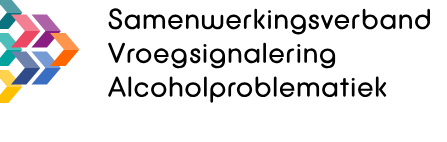 Samenwerkingsverband
Vroegsignalering
Alcoholproblematiek